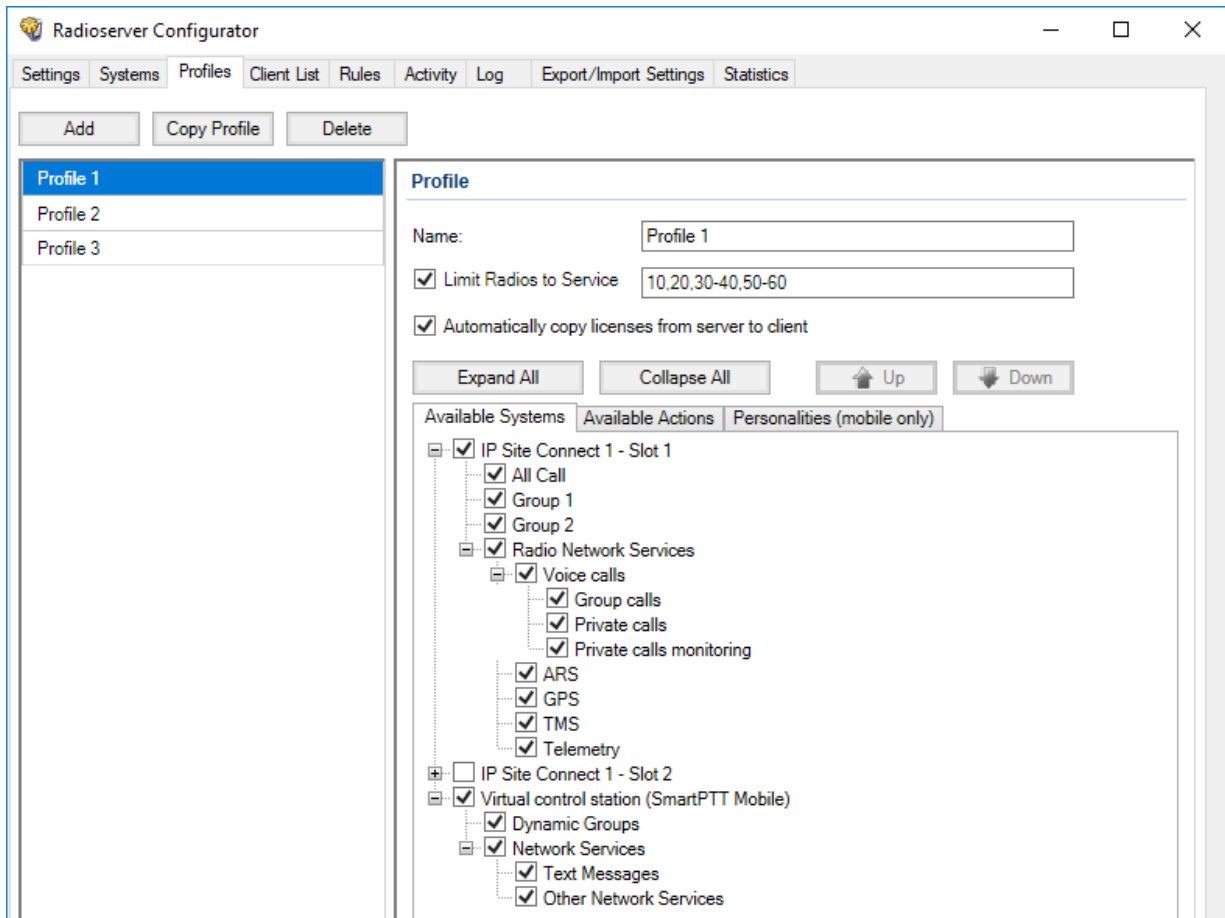 Radioserver Configurator
Settings Systems Profiles Client List Rules Activity Log Export/Import Settings Statistics
Add Copy Profile Delete
Profile 1
Profile 2
Profile 3
Profile
Name: Profile 1
Limit Radios to Service 10,20,30-40,50-60
Automatically copy licenses from server to client
Expand All Collapse All Up Down
Available Systems Available Actions Personalities (mobile only)
IP Site Connect 1 - Slot 1
All Call
Group 1
Group 2
Radio Network Services
Voice calls
Group calls
Private calls
Private calls monitoring
ARS
GPS
TMS
Telemetry
IP Site Connect 1 - Slot 2
Virtual control station (SmartPTT Mobile)
Dynamic Groups
Network Services
Text Messages
Other Network Services